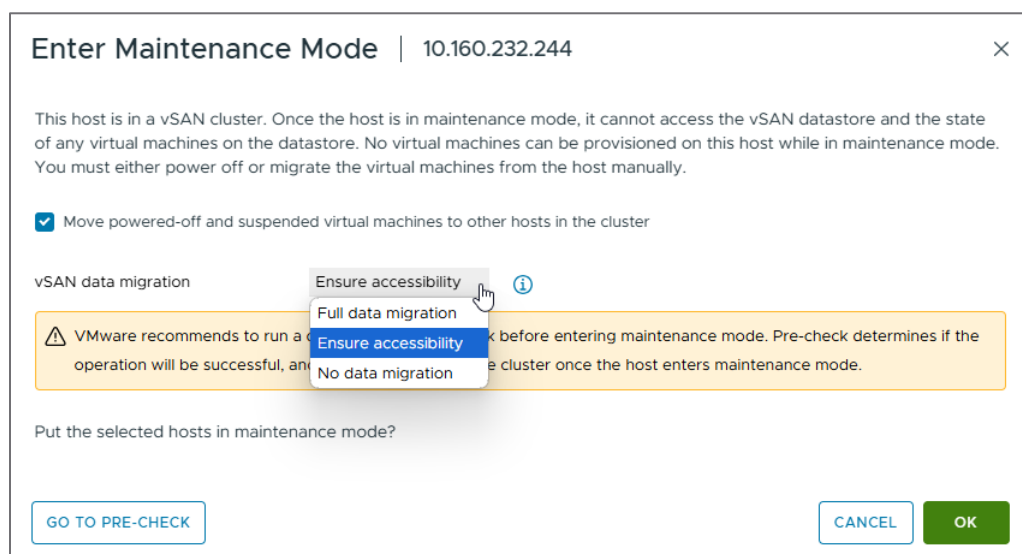 Enter Maintenance Mode | 10.160.232.244
This host is in a vSAN cluster. Once the host is in maintenance mode, it cannot access the vSAN datastore and the state
of any virtual machines on the datastore. No virtual machines can be provisioned on this host while in maintenance mode.
You must either power off or migrate the virtual machines from the host manually.
Move powered-off and suspended virtual machines to other hosts in the cluster
vSAN data migration
Ensure accessibility
Full data migration
Ensure accessibility
No data migration
VMware recommends to run a before entering maintenance mode. Pre-check determines if the
operation will be successful, cluster once the host enters maintenance mode.
Put the selected hosts in maintenance mode?
GO TO PRE-CHECK
CANCEL
OK